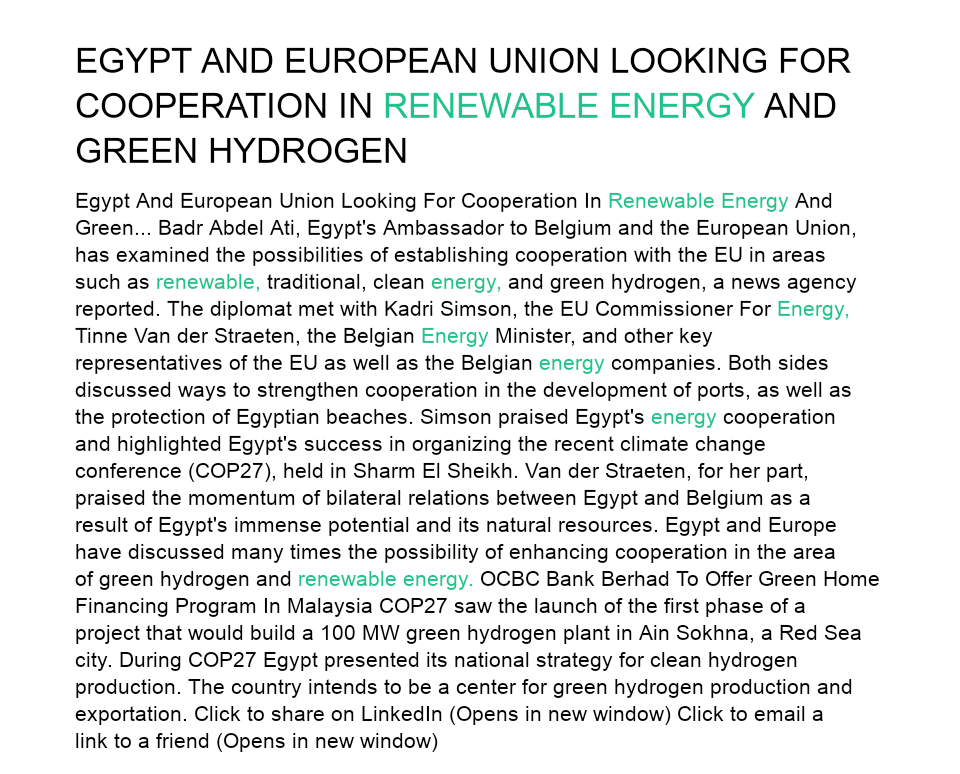 EGYPT AND EUROPEAN UNION LOOKING FOR
COOPERATION IN RENEWABLE ENERGY AND
GREEN HYDROGEN
Egypt And European Union Looking For Cooperation In Renewable Energy And
Green... Badr Abdel Ati, Egypt's Ambassador to Belgium and the European Union,
has examined the possibilities of establishing cooperation with the EU in areas
such as renewable, traditional, clean energy, and green hydrogen, a news agency
reported. The diplomat met with Kadri Simson, the EU Commissioner For Energy,
Tinne Van der Straeten, the Belgian Energy Minister, and other key
representatives of the EU as well as the Belgian energy companies. Both sides
discussed ways to strengthen cooperation in the development of ports, as well as
the protection of Egyptian beaches. Simson praised Egypt's energy cooperation
and highlighted Egypt's success in organizing the recent climate change
conference (COP27), held in Sharm El Sheikh. Van der Straeten, for her part,
praised the momentum of bilateral relations between Egypt and Belgium as a
result of Egypt's immense potential and its natural resources. Egypt and Europe
have discussed many times the possibility of enhancing cooperation in the area
of green hydrogen and renewable energy. OCBC Bank Berhad To Offer Green Home
Financing Program In Malaysia COP27 saw the launch of the first phase of a
project that would build a 100 MW green hydrogen plant in Ain Sokhna, a Red Sea
city. During COP27 Egypt presented its national strategy for clean hydrogen
production. The country intends to be a center for green hydrogen production and
exportation. Click to share on LinkedIn (Opens in new window) Click to email a
link to a friend (Opens in new window)